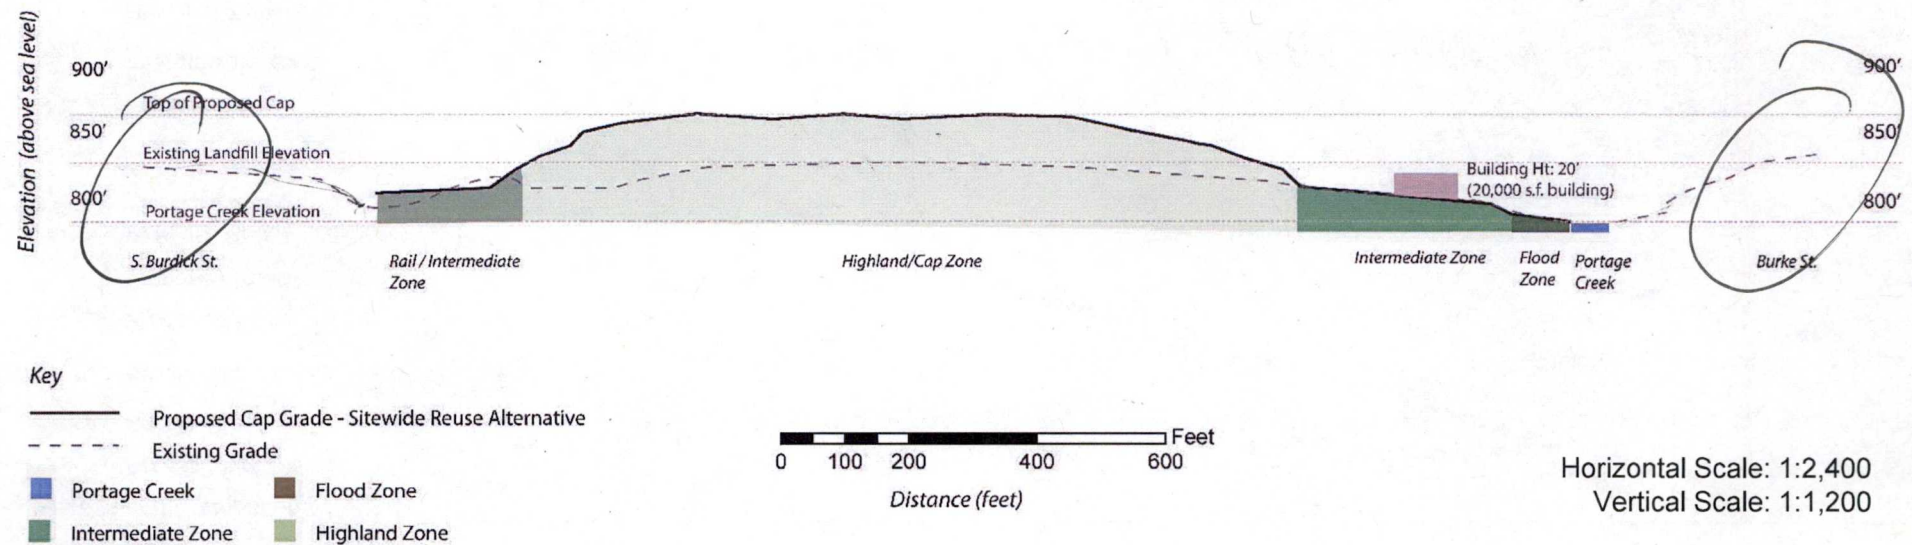 Elevation (above sea level)
900'
Top of Proposed Cap
850'
Existing Landfill Elevation
800'
Portage Creek Elevation
900'
850'
800'
Building Ht: 20'
(20,000 s.f. building)
S. Burdick St.
Rail / Intermediate
Zone
Highland/Cap Zone
Intermediate Zone
Flood
Zone
Portage
Creek
Burke St.
Key
Proposed Cap Grade - Sitewide Reuse Alternative
Existing Grade
Portage Creek
Flood Zone
Intermediate Zone
Highland Zone
Feet
0 100 200 400 600
Distance (feet)
Horizontal Scale: 1:2,400
Vertical Scale: 1:1,200